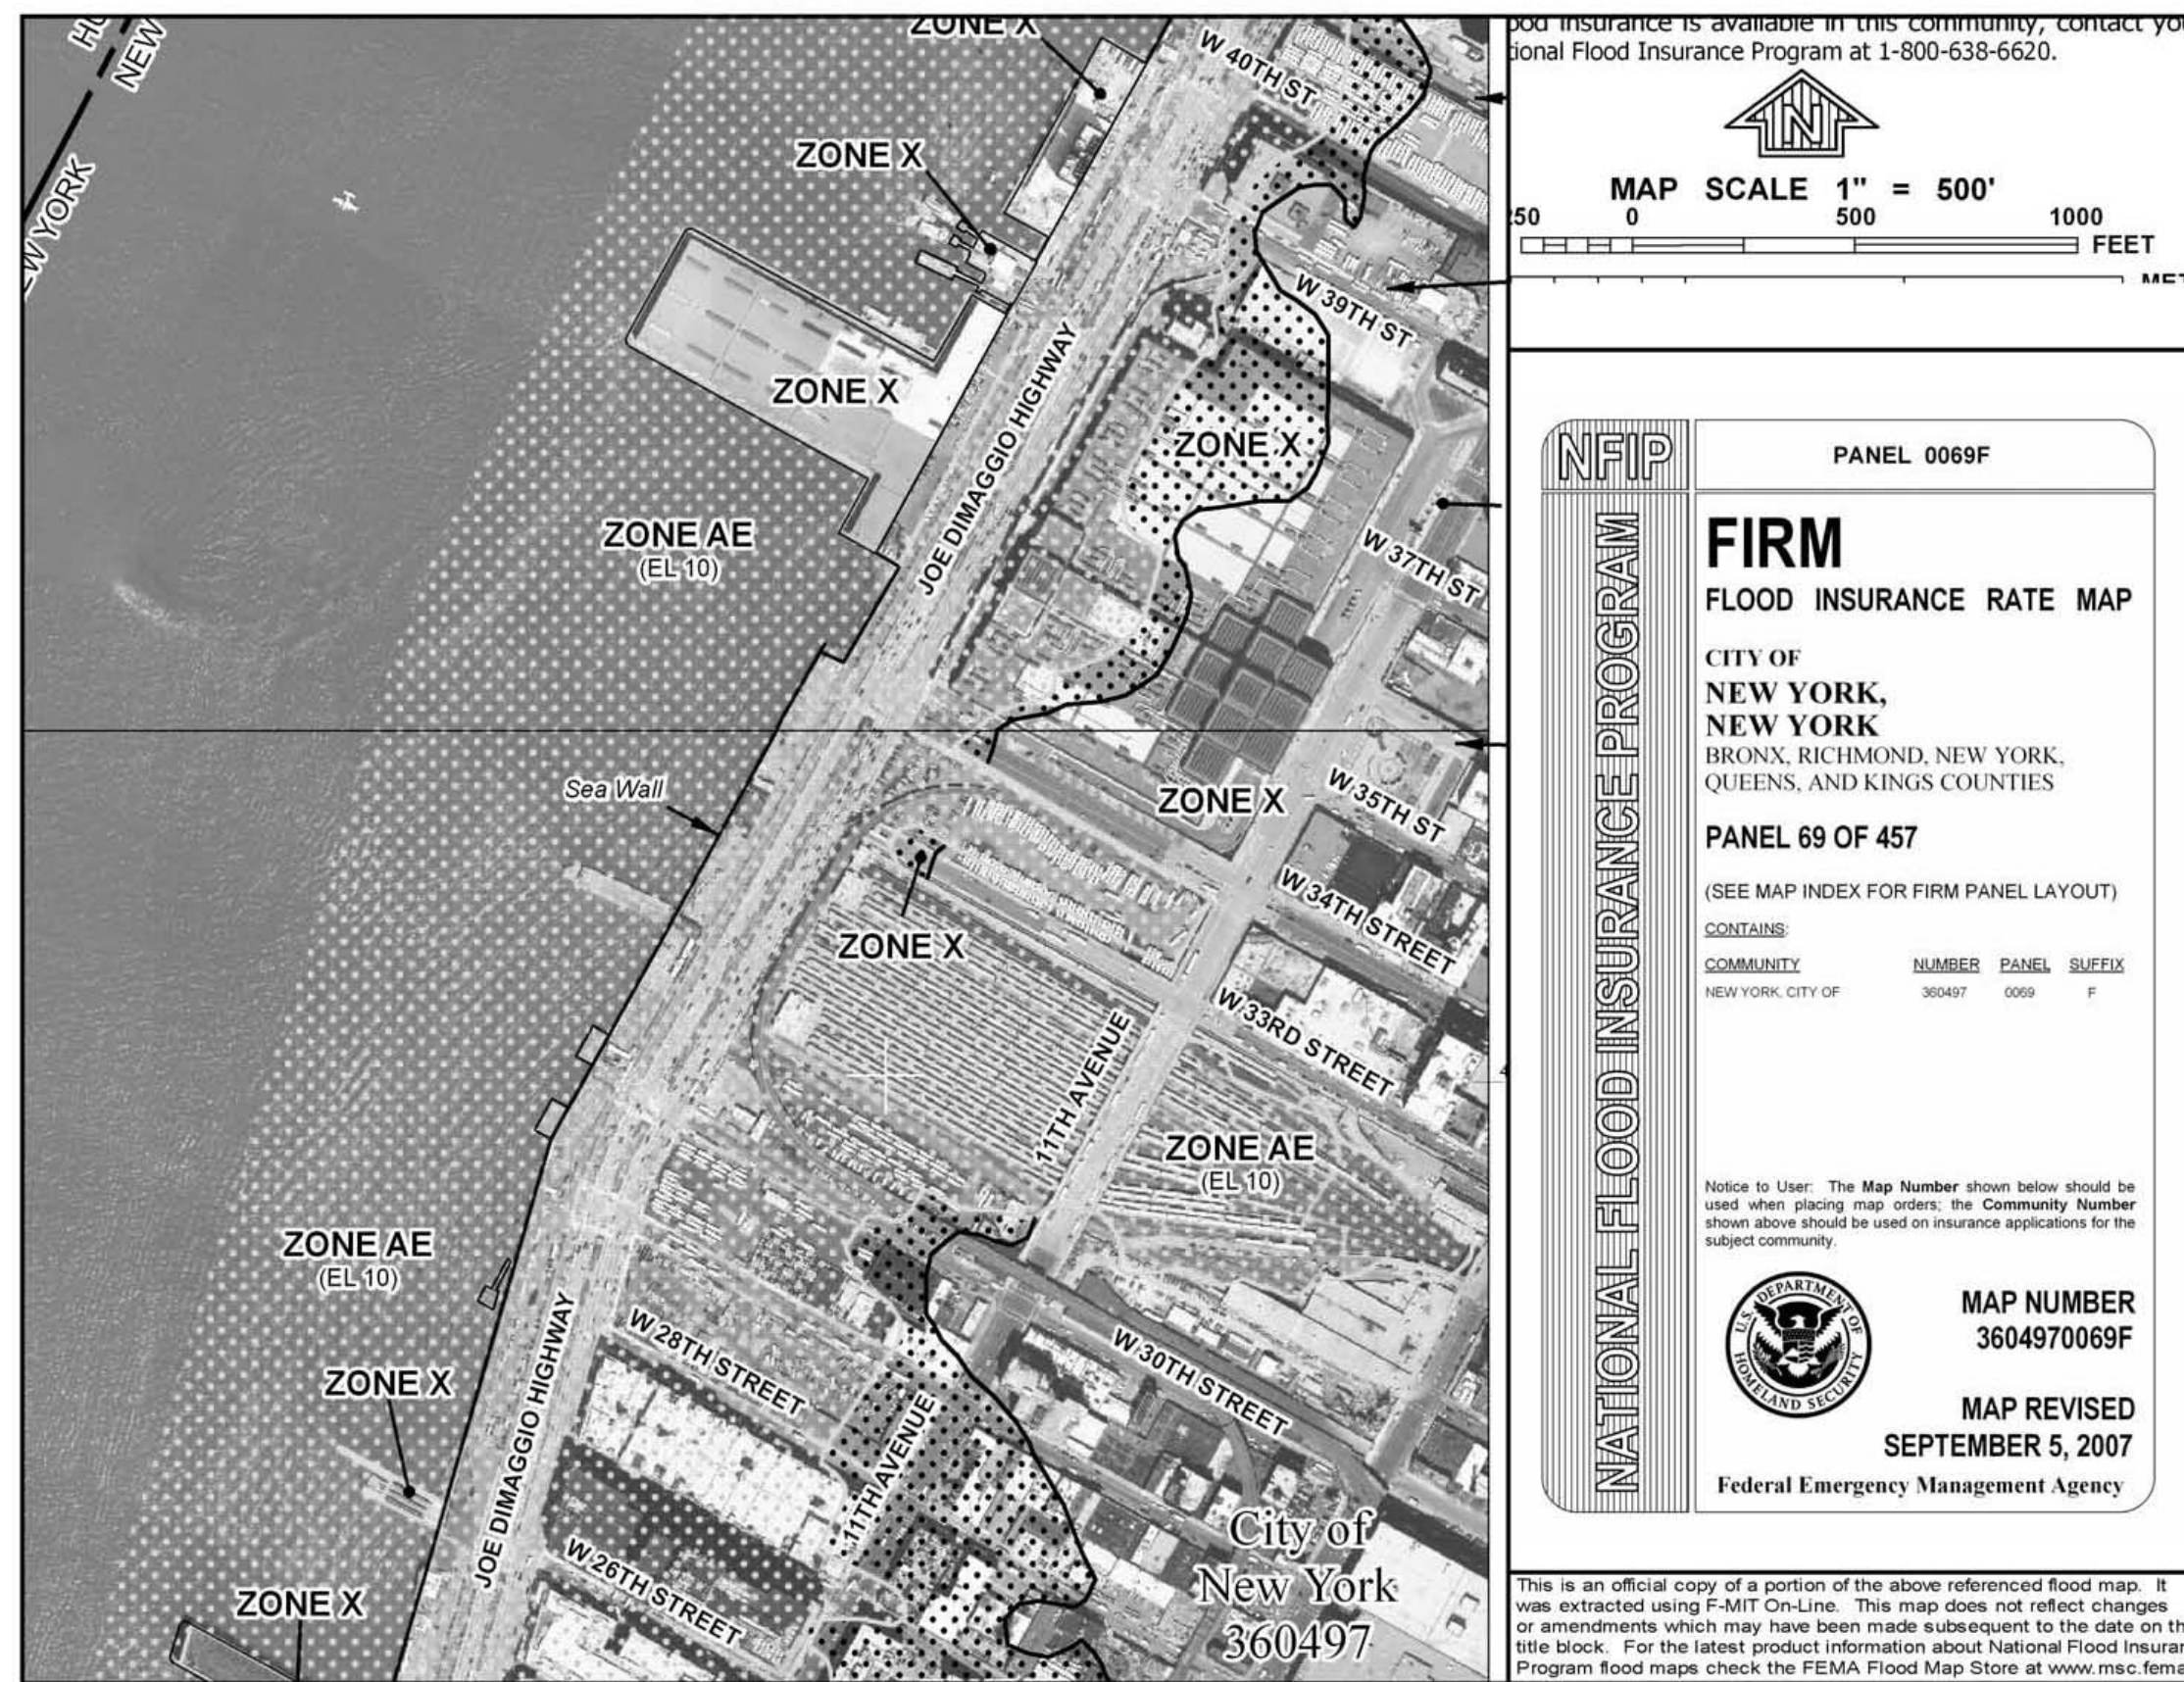 HU
NEW
NEW YORK
ZONE X
W 40TH ST
ZONE X
W 39TH ST
ZONE X
JOE DIMAGGIO HIGHWAY
ZONE X
ZONE AE
(EL 10)
W 37TH ST
Sea Wall
ZONE X
W 35TH ST
W 34TH STREET
ZONE X
W 33RD STREET
11TH AVENUE
ZONE AE
(EL 10)
ZONE AE
(EL 10)
W 28TH STREET
W 30TH STREET
ZONE X
JOE DIMAGGIO HIGHWAY
11TH AVENUE
W 26TH STREET
ZONE X
City of
New York
360497
ood insurance is available in this community, contact you
tional Flood Insurance Program at 1-800-638-6620.
N
MAP SCALE 1" = 500'
250 0 500 1000
FEET
MET
NFIP
NATIONAL FLOOD INSURANCE PROGRAM
PANEL 0069F
FIRM
FLOOD INSURANCE RATE MAP
CITY OF
NEW YORK,
NEW YORK
BRONX, RICHMOND, NEW YORK,
QUEENS, AND KINGS COUNTIES
PANEL 69 OF 457
(SEE MAP INDEX FOR FIRM PANEL LAYOUT)
CONTAINS:
COMMUNITY NUMBER PANEL SUFFIX
NEW YORK, CITY OF 360497 0069 F
Notice to User: The Map Number shown below should be
used when placing map orders; the Community Number
shown above should be used on insurance applications for the
subject community.
U.S. DEPARTMENT OF HOMELAND SECURITY
MAP NUMBER
3604970069F
MAP REVISED
SEPTEMBER 5, 2007
Federal Emergency Management Agency
This is an official copy of a portion of the above referenced flood map. It
was extracted using F-MIT On-Line. This map does not reflect changes
or amendments which may have been made subsequent to the date on th
title block. For the latest product information about National Flood Insuran
Program flood maps check the FEMA Flood Map Store at www.msc.fema